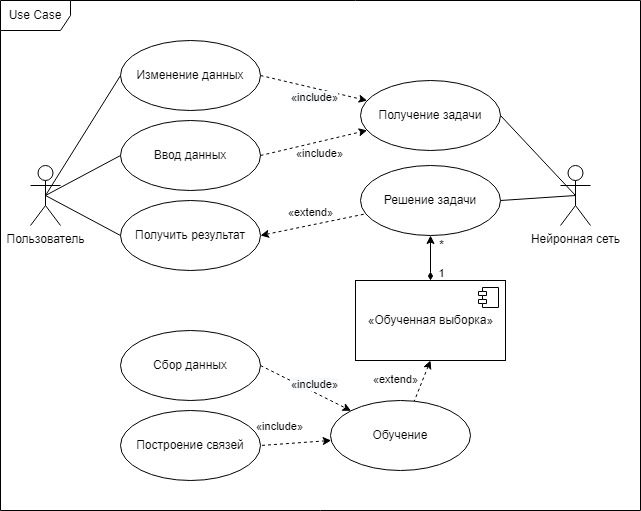 Use Case
Изменение данных
«include»
Получение задачи
Ввод данных
«include»
Решение задачи
Получить результат
«extend»
Пользователь
Нейронная сеть
*
1
«Обученная выборка»
Сбор данных
«include»
«extend»
Построение связей
«include»
Обучение